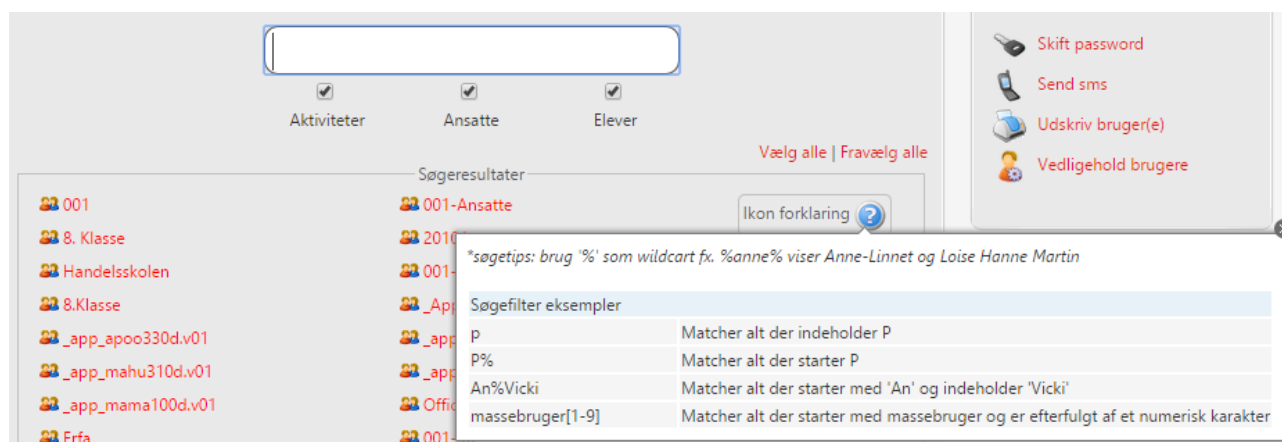 Aktiviteter Ansatte Elever
Vælg alle | Fravælg alle
Søgeresultater
001 001-Ansatte
8. Klasse
Handelsskolen 001-
8.Klasse
_app_apoo330d.v01
_app_mahu310d.v01
_app_mama100d.v01
Erfa 001-
Ikon forklaring ?
*søgetips: brug '%' som wildcart fx. %anne% viser Anne-Linnet og Loise Hanne Martin
Søgefilter eksempler
p Matcher alt der indeholder P
P% Matcher alt der starter P
An%Vicki Matcher alt der starter med 'An' og indeholder 'Vicki'
massebruger[1-9] Matcher alt der starter med massebruger og er efterfulgt af et numerisk karakter
Skift password
Send sms
Udskriv bruger(e)
Vedligehold brugere